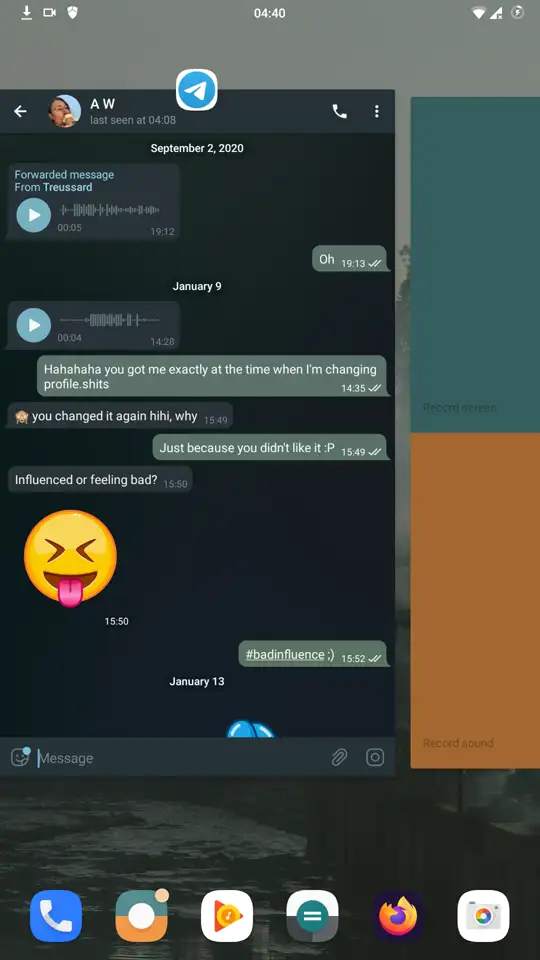 04:40
A W
last seen at 04:08
September 2, 2020
Forwarded message
From Treussard
00:05
19:12
Oh 19:13
January 9
00:04
14:28
Hahahaha you got me exactly at the time when I'm changing
profile.shits
14:35
🙊 you changed it again hihi, why 15:49
Just because you didn't like it :P 15:49
Influenced or feeling bad? 15:50
15:50
#badinfluence ;) 15:52
January 13
Message
Record screen
Record sound